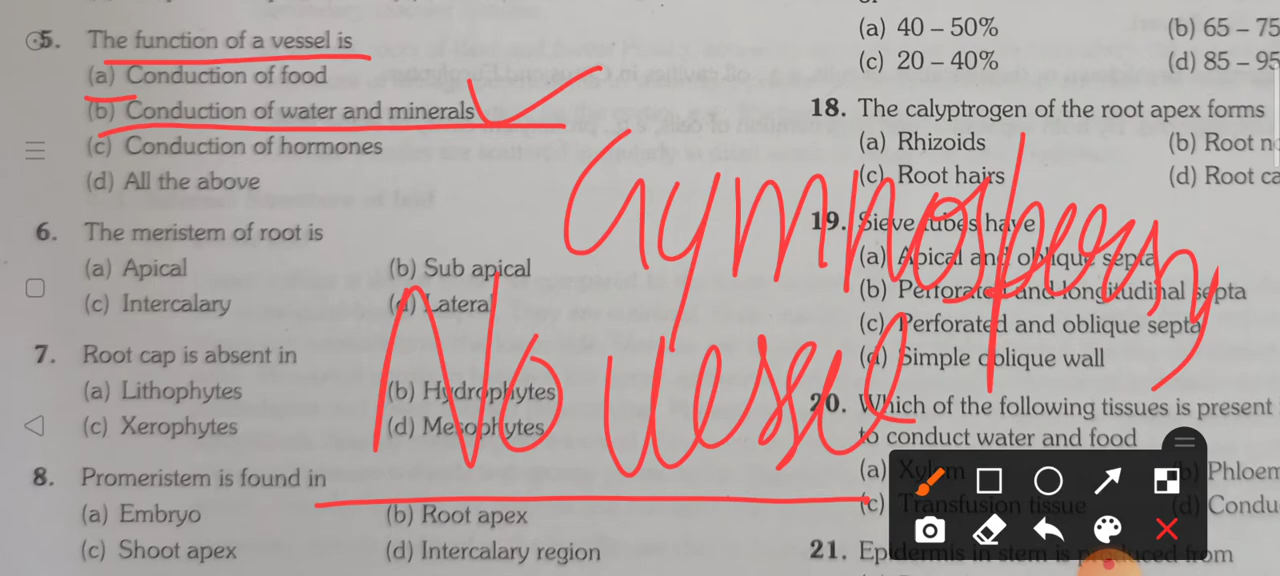 5. The function of a vessel is
(a) Conduction of food
(b) Conduction of water and minerals
(c) Conduction of hormones
(d) All the above
6. The meristem of root is
(a) Apical (b) Sub apical
(c) Intercalary (d) Lateral
7. Root cap is absent in
(a) Lithophytes (b) Hydrophytes
(c) Xerophytes (d) Mesophytes
8. Promeristem is found in
(a) Embryo (b) Root apex
(c) Shoot apex (d) Intercalary region
(a) 40 – 50% (b) 65 – 75
(c) 20 – 40% (d) 85 – 95
18. The calyptrogen of the root apex forms
(a) Rhizoids (b) Root
(c) Root hairs (d) Root
19. Sieve tubes have
(a) Apical and oblique septa
(b) Perforated and longitudinal septa
(c) Perforated and oblique septa
(d) Simple oblique wall
20. Which of the following tissues is present
to conduct water and food
(a) Xylem (b) Phloem
(c) Transfusion tissue (d)
21. Epidermis in stem is produced from
No